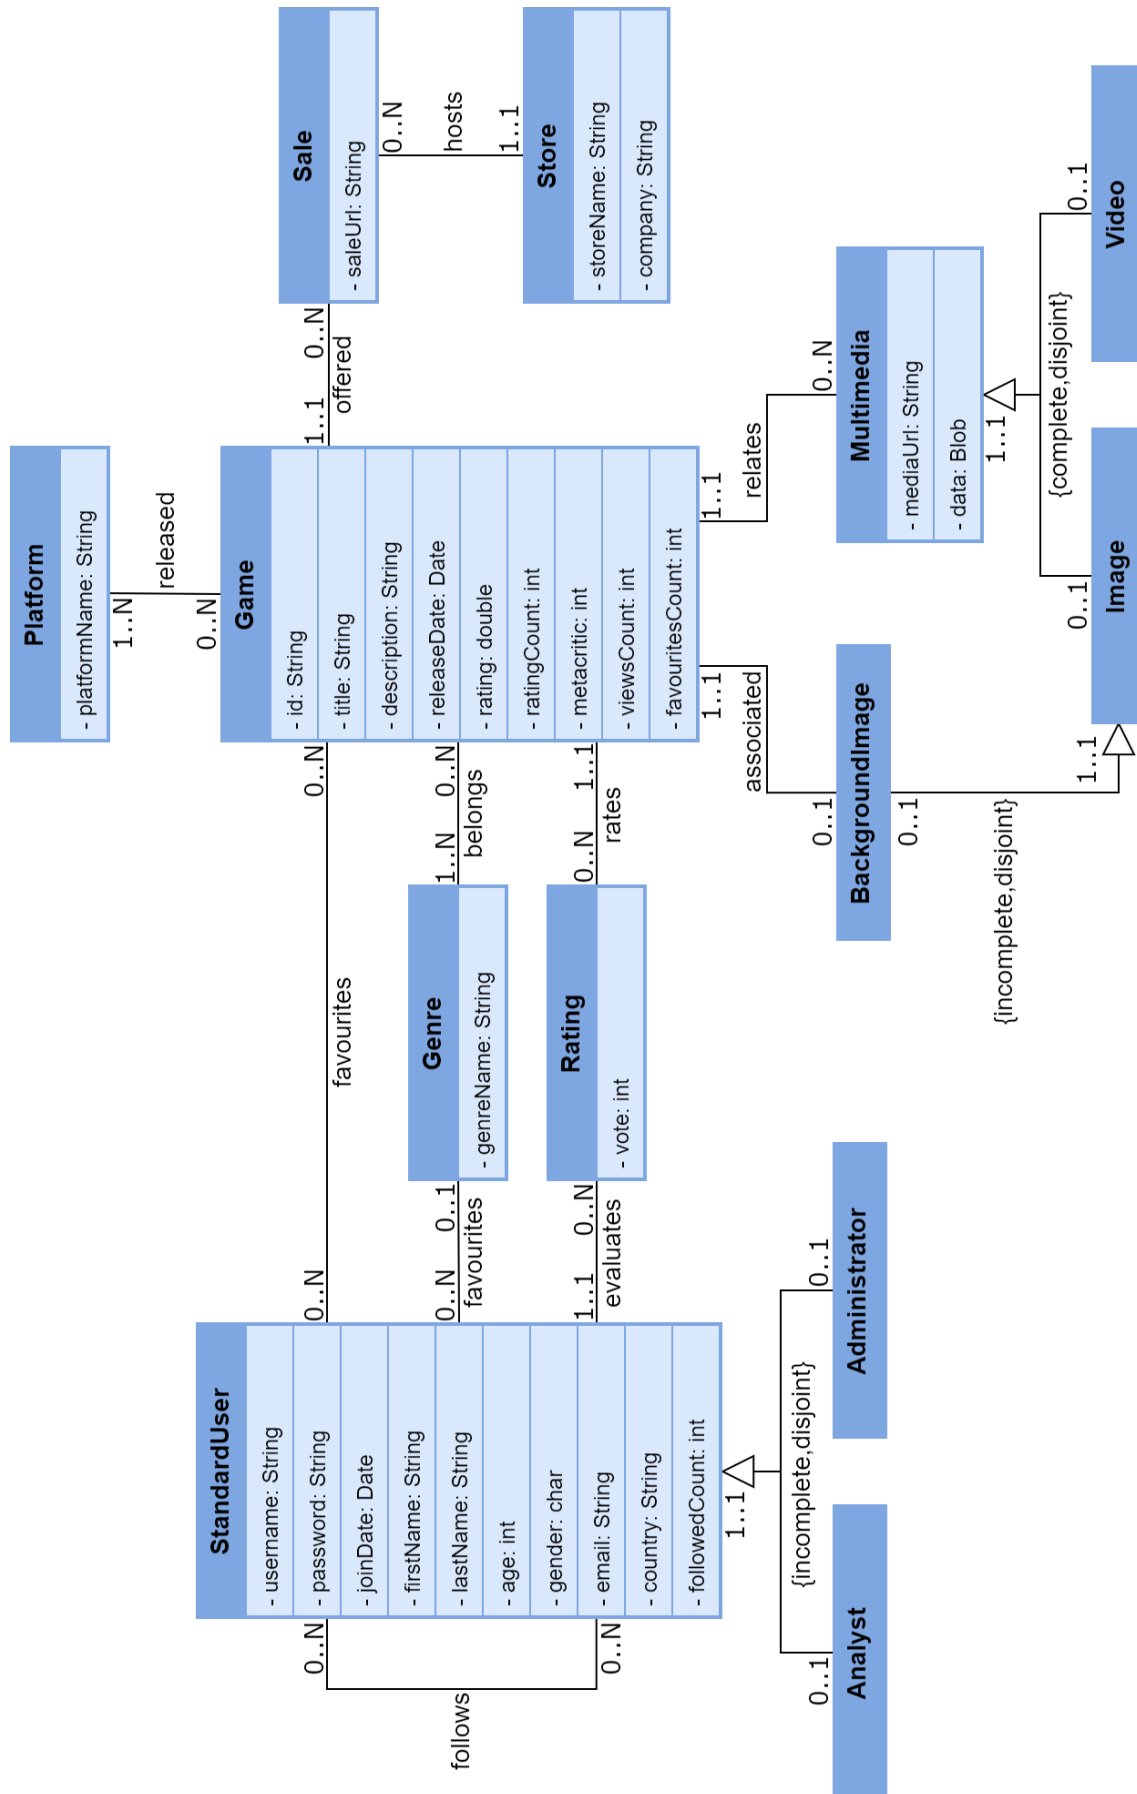 Platform
- platformName: String
1..N
released
0..N
Game
- id: String
- title: String
- description: String
- releaseDate: Date
- rating: double
- ratingCount: int
- metacritic: int
- viewsCount: int
- favouritesCount: int
1..1
0..N
offered
Sale
- saleUrl: String
0..N
hosts
1..1
Store
- storeName: String
- company: String
StandardUser
- username: String
- password: String
- joinDate: Date
- firstName: String
- lastName: String
- age: int
- gender: char
- email: String
- country: String
- followedCount: int
0..N
follows
0..N
0..N
favourites
0..N
0..N
favourites
0..1
Genre
- genreName: String
1..N
belongs
0..N
1..1
evaluates
0..N
Rating
- vote: int
0..N
rates
1..1
1..1
{incomplete,disjoint}
0..1
Analyst
0..1
Administrator
1..1
associated
0..1
BackgroundImage
0..1
{incomplete,disjoint}
1..1
1..1
relates
0..N
Multimedia
- mediaUrl: String
- data: Blob
1..1
{complete,disjoint}
0..1
Image
0..1
Video